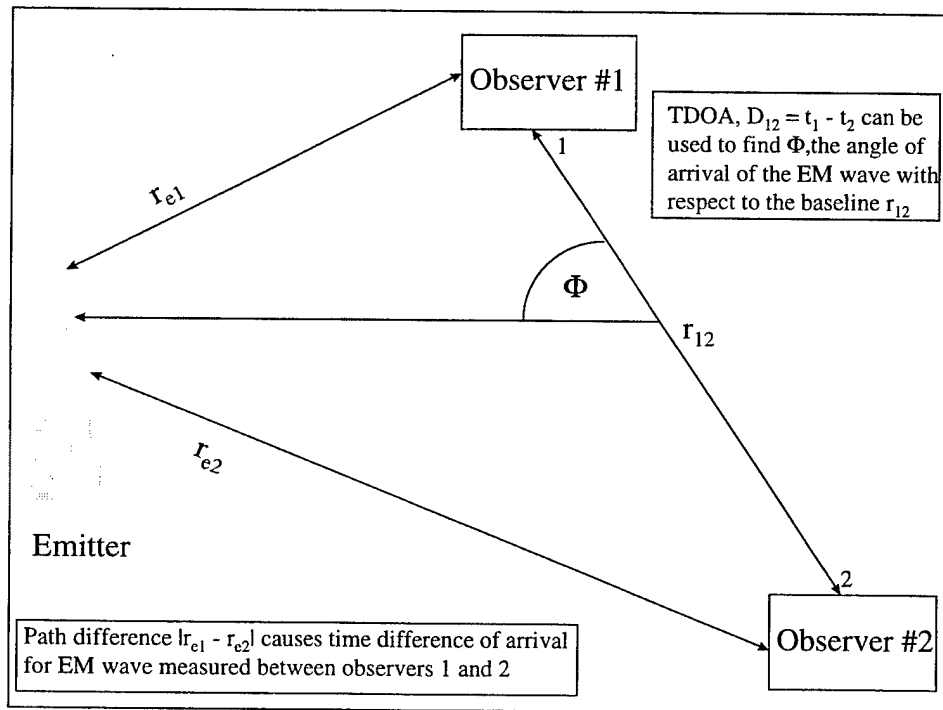 Observer #1
TDOA, D12 = t1 - t2 can be
used to find Φ,the angle of
arrival of the EM wave with
respect to the baseline r12
1
re1
Φ
r12
re2
Emitter
2
Observer #2
Path difference |re1 - re2| causes time difference of arrival
for EM wave measured between observers 1 and 2